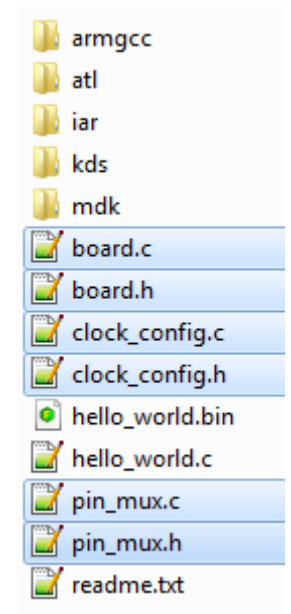 armgcc
atl
iar
kds
mdk
board.c
board.h
clock_config.c
clock_config.h
hello_world.bin
hello_world.c
pin_mux.c
pin_mux.h
readme.txt